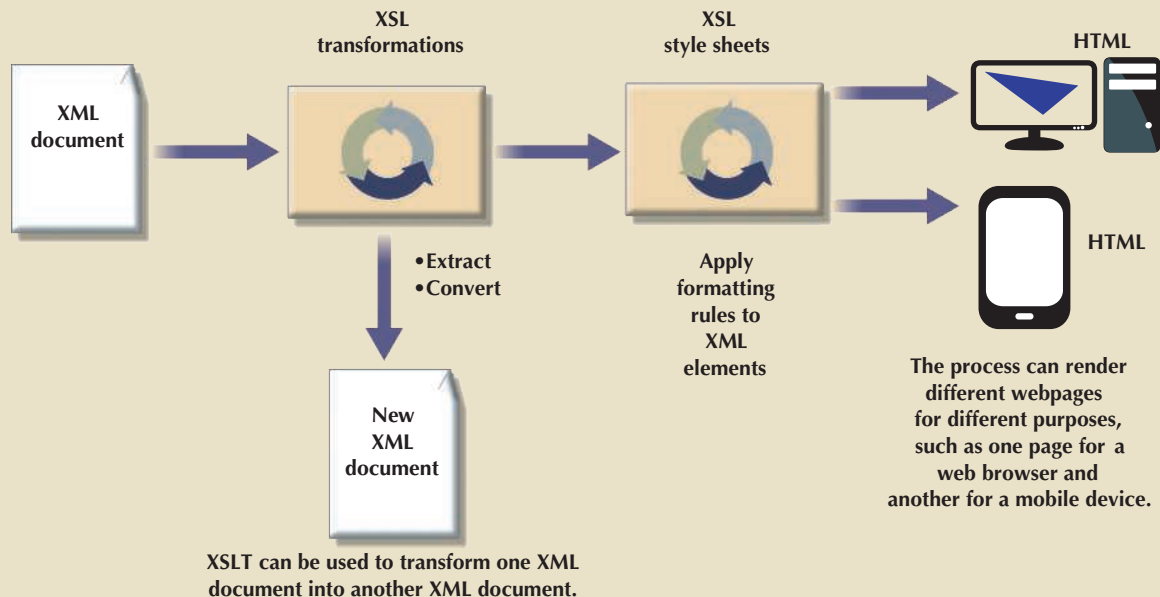 XSL
transformations
XSL
style sheets
HTML
XML
document
HTML
•Extract
•Convert
Apply
formatting
rules to
XML
elements
New
XML
document
The process can render
different webpages
for different purposes,
such as one page for a
web browser and
another for a mobile device.
XSLT can be used to transform one XML
document into another XML document.